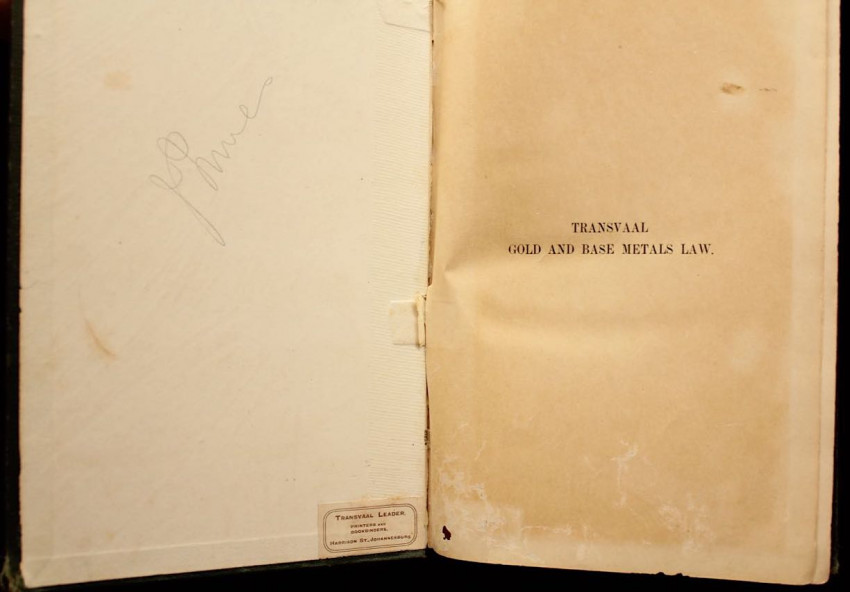 TRANSVAAL LEADER,
PRINTERS AND
BOOKBINDERS,
HARRISON ST., JOHANNESBURG
TRANSVAAL
GOLD AND BASE METALS LAW.